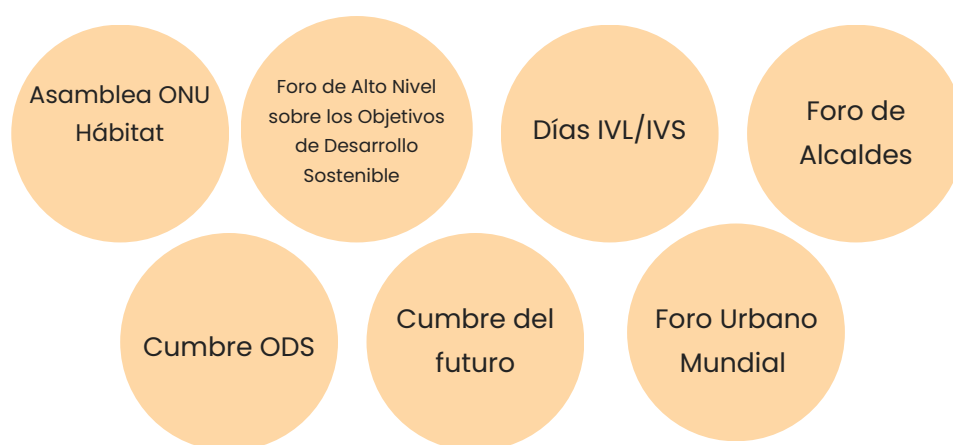 Asamblea ONU
Hábitat
Foro de Alto Nivel
sobre los Objetivos
de Desarrollo
Sostenible
Días IVL/IVS
Foro de
Alcaldes
Cumbre ODS
Cumbre del
futuro
Foro Urbano
Mundial